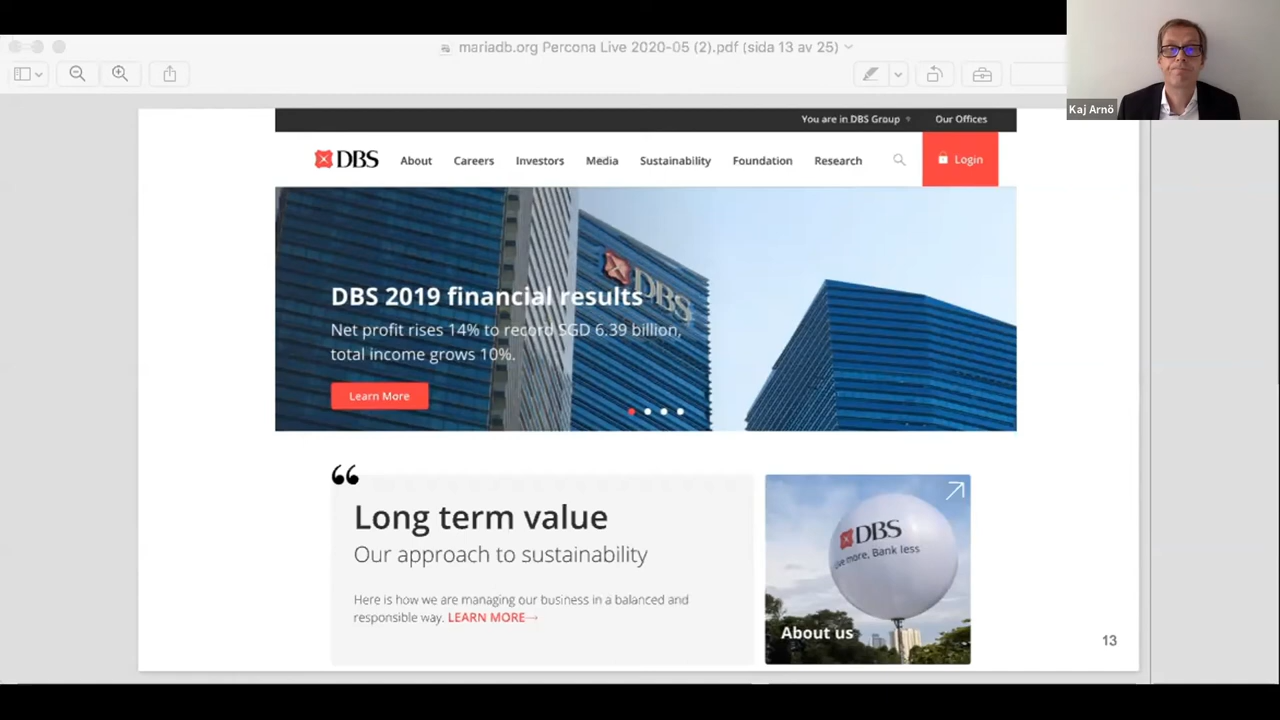 mariadb.org Percona Live 2020-05 (2).pdf (sida 13 av 25)
Kaj Arnö
You are in DBS Group
Our Offices
DBS
About
Careers
Investors
Media
Sustainability
Foundation
Research
Login
DBS
DBS 2019 financial results
Net profit rises 14% to record SGD 6.39 billion,
total income grows 10%.
Learn More
“
Long term value
Our approach to sustainability
Here is how we are managing our business in a balanced and
responsible way. LEARN MORE→
DBS
more, Bank less
About us
13